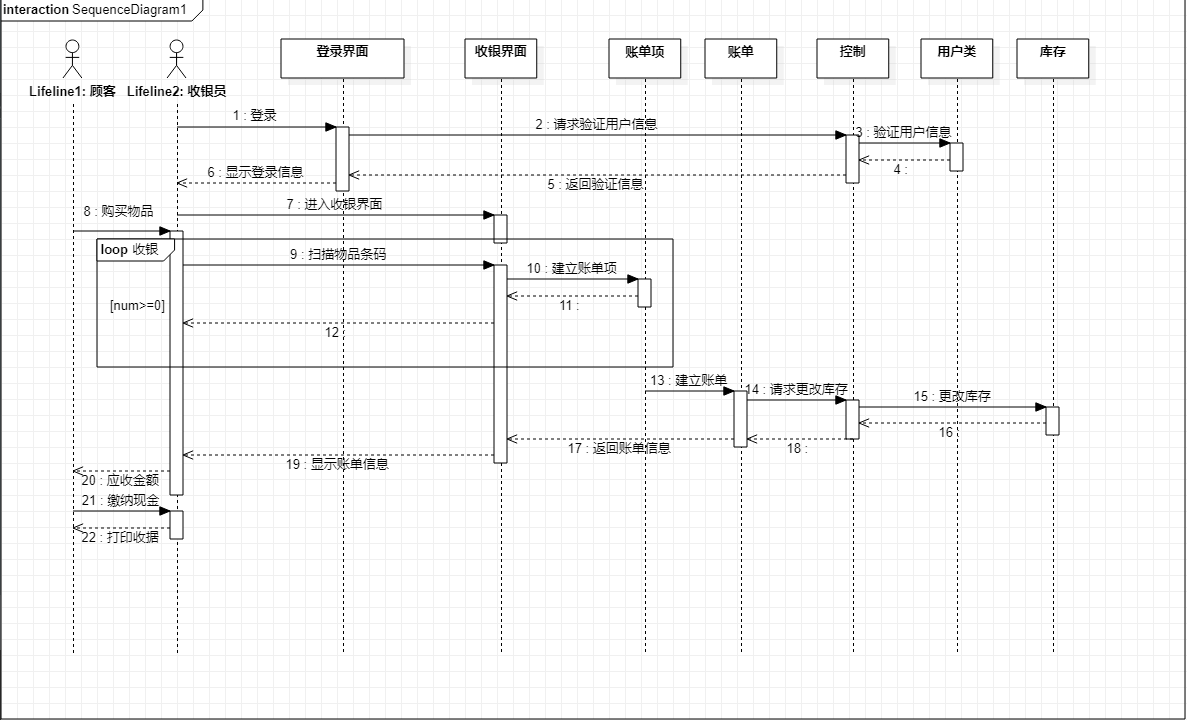 interaction SequenceDiagram1
Lifeline1: 顾客
Lifeline2: 收银员
登录界面
收银界面
账单项
账单
控制
用户类
库存
1 : 登录
2 : 请求验证用户信息
3 : 验证用户信息
4 :
5 : 返回验证信息
6 : 显示登录信息
7 : 进入收银界面
8 : 购买物品
loop 收银
[num>=0]
9 : 扫描物品条码
10 : 建立账单项
11 :
12
13 : 建立账单
14 : 请求更改库存
15 : 更改库存
16
17 : 返回账单信息
18 :
19 : 显示账单信息
20 : 应收金额
21 : 缴纳现金
22 : 打印收据